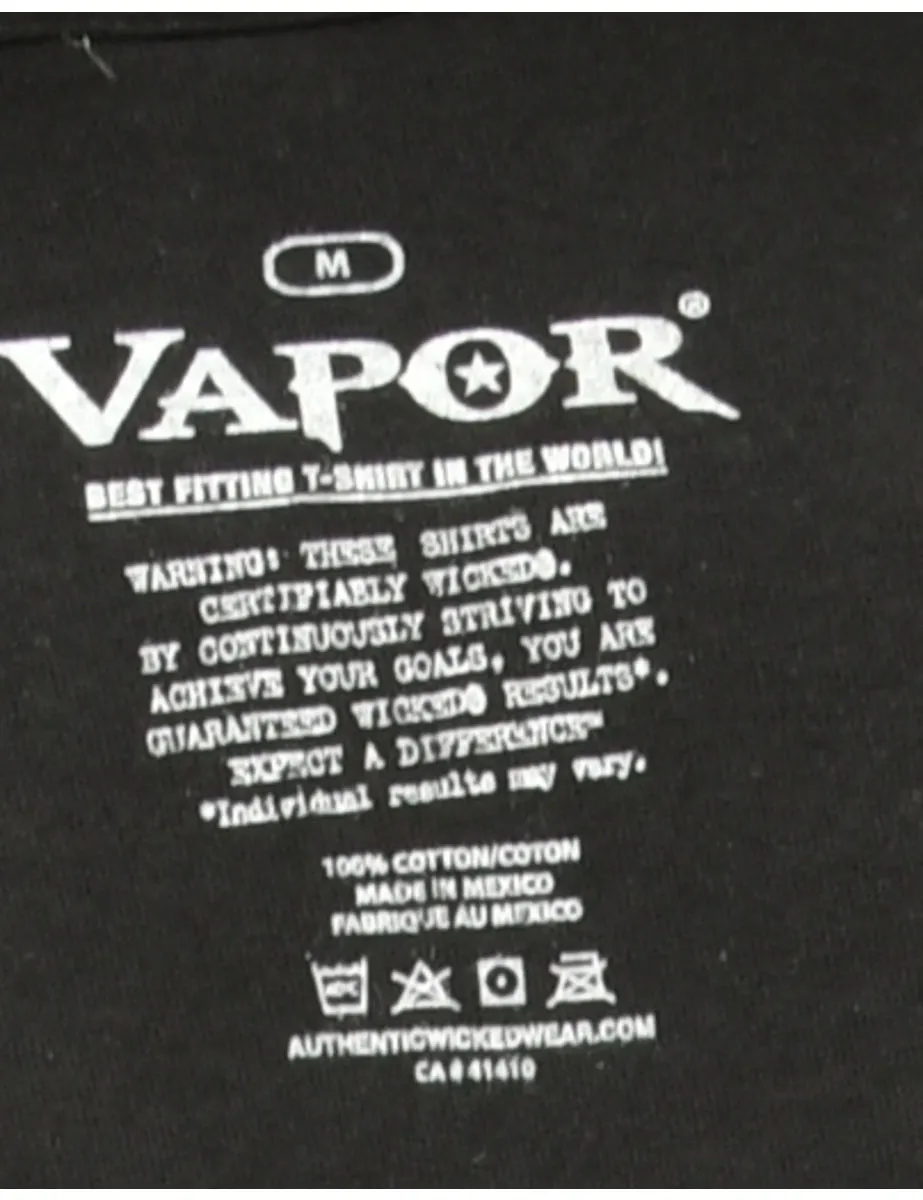 M
VAPOR®
BEST FITTING T-SHIRT IN THE WORLD!
WARNING: THESE SHIRTS ARE
CERTIFIABLY WICKED®.
BY CONTINUOUSLY STRIVING TO
ACHIEVE YOUR GOALS, YOU ARE
GUARANTEED WICKED® RESULTS*.
EXPECT A DIFFERENCE™
*Individual results may vary.
100% COTTON/COTON
MADE IN MEXICO
FABRIQUE AU MEXICO
AUTHENTICWICKEDWEAR.COM
CA # 41410